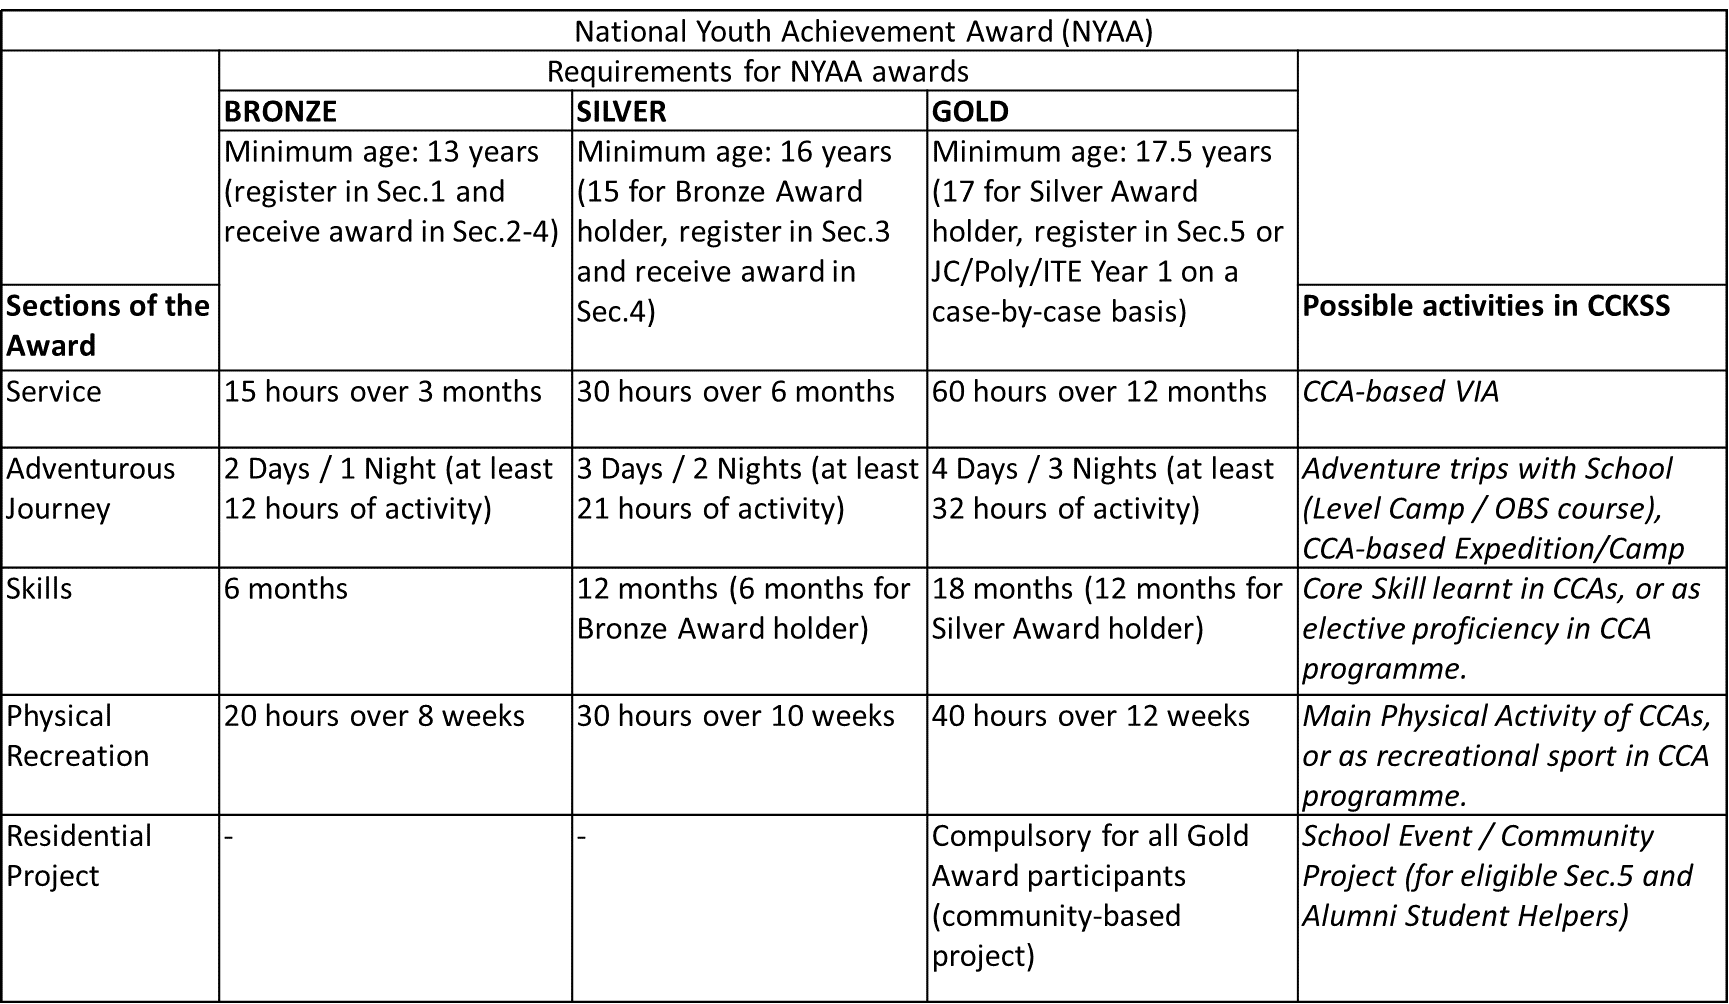 National Youth Achievement Award (NYAA)
Requirements for NYAA awards
BRONZE
SILVER
GOLD
Minimum age: 13 years
(register in Sec.1 and
receive award in Sec.2-4)
Minimum age: 16 years
(15 for Bronze Award
holder, register in Sec.3
and receive award in
Sec.4)
Minimum age: 17.5 years
(17 for Silver Award
holder, register in Sec.5 or
JC/Poly/ITE Year 1 on a
case-by-case basis)
Sections of the
Award
Possible activities in CCKSS
Service
15 hours over 3 months
30 hours over 6 months
60 hours over 12 months
CCA-based VIA
Adventurous
Journey
2 Days / 1 Night (at least
12 hours of activity)
3 Days / 2 Nights (at least
21 hours of activity)
4 Days / 3 Nights (at least
32 hours of activity)
Adventure trips with School
(Level Camp / OBS course),
CCA-based Expedition/Camp
Skills
6 months
12 months (6 months for
Bronze Award holder)
18 months (12 months for
Silver Award holder)
Core Skill learnt in CCAs, or as
elective proficiency in CCA
programme.
Physical
Recreation
20 hours over 8 weeks
30 hours over 10 weeks
40 hours over 12 weeks
Main Physical Activity of CCAs,
or as recreational sport in CCA
programme.
Residential
Project
-
-
Compulsory for all Gold
Award participants
(community-based
project)
School Event / Community
Project (for eligible Sec.5 and
Alumni Student Helpers)